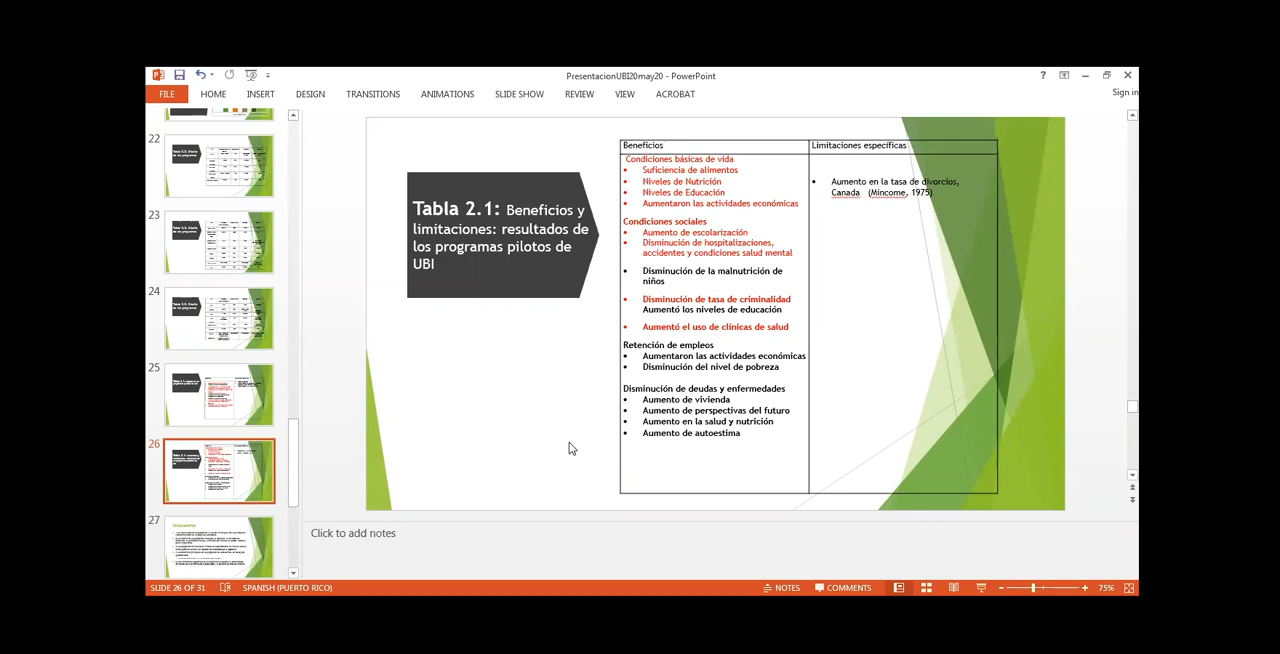 PresentacionUBI20may20 - PowerPoint
FILE HOME INSERT DESIGN TRANSITIONS ANIMATIONS SLIDE SHOW REVIEW VIEW ACROBAT Sign in
22
23
24
25
26
27
Tabla 2.1: Beneficios y
limitaciones: resultados de
los programas pilotos de
UBI
Beneficios
Condiciones básicas de vida
• Suficiencia de alimentos
• Niveles de Nutrición
• Niveles de Educación
• Aumentaron las actividades económicas
Condiciones sociales
• Aumento de escolarización
• Disminución de hospitalizaciones,
accidentes y condiciones salud mental
• Disminución de la malnutrición de
niños
• Disminución de tasa de criminalidad
Aumentó los niveles de educación
• Aumentó el uso de clínicas de salud
Retención de empleos
• Aumentaron las actividades económicas
• Disminución del nivel de pobreza
Disminución de deudas y enfermedades
• Aumento de vivienda
• Aumento de perspectivas del futuro
• Aumento en la salud y nutrición
• Aumento de autoestima
Limitaciones específicas
• Aumento en la tasa de divorcios,
Canada (Mincome, 1975)
Click to add notes
SLIDE 26 OF 31 SPANISH (PUERTO RICO) NOTES COMMENTS 75%